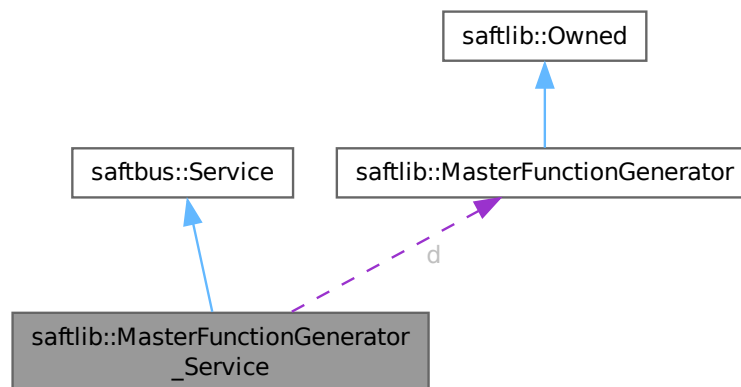 saftlib::Owned
saftbus::Service
saftlib::MasterFunctionGenerator
d
saftlib::MasterFunctionGenerator
_Service